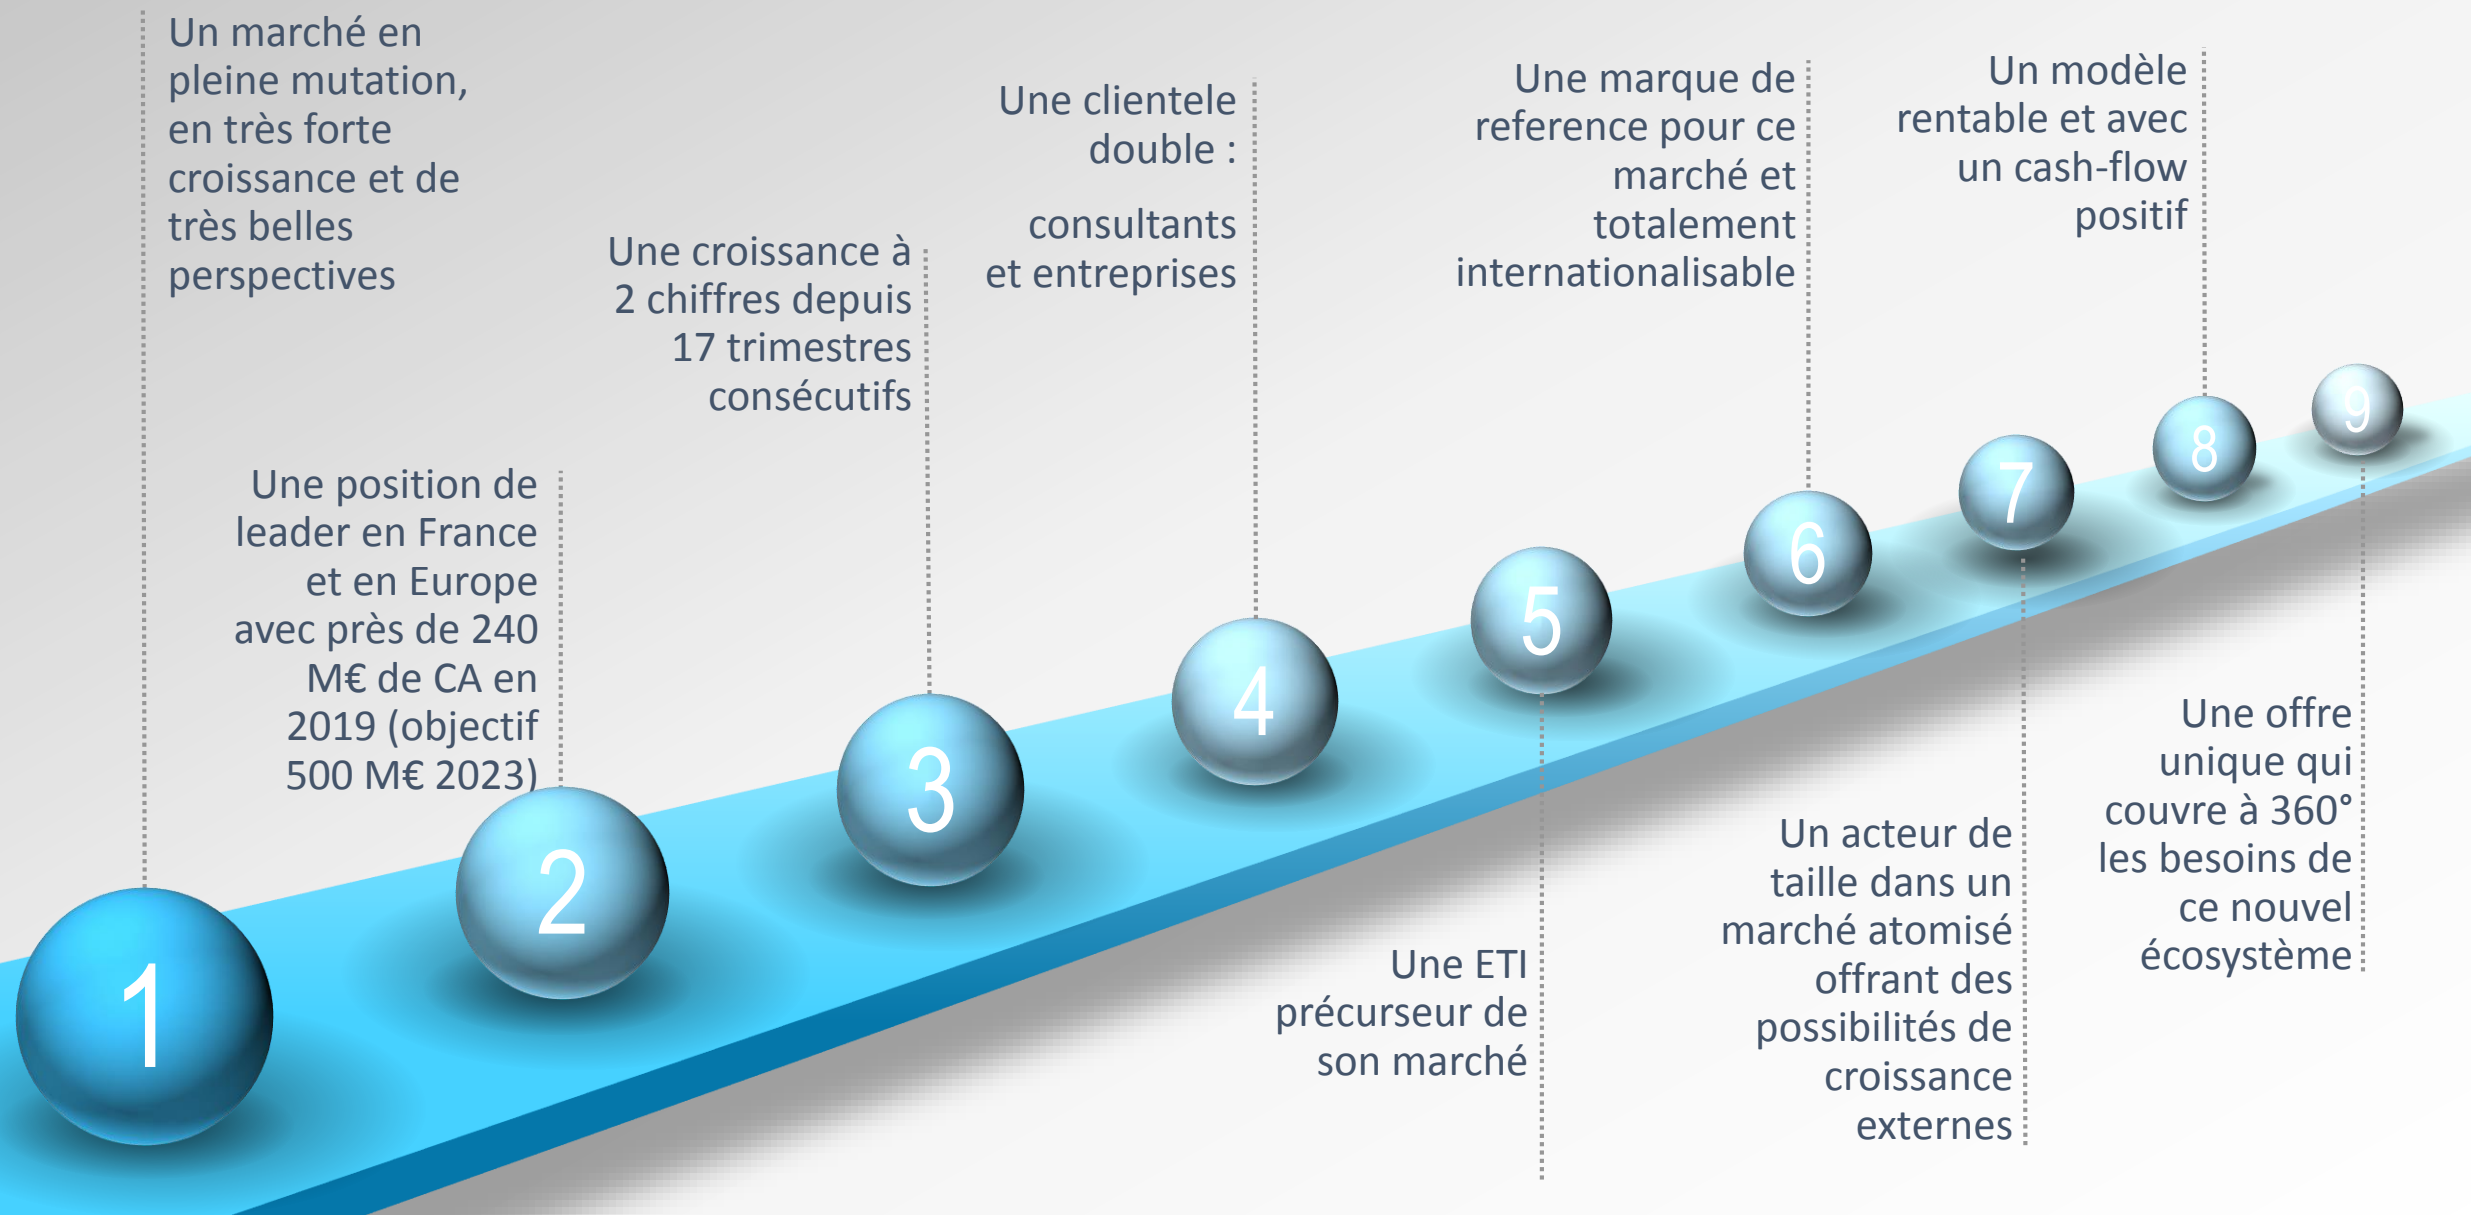 1
Un marché en
pleine mutation,
en très forte
croissance et de
très belles
perspectives
2
Une position de
leader en France
et en Europe
avec près de 240
M€ de CA en
2019 (objectif
500 M€ 2023)
3
Une croissance à
2 chiffres depuis
17 trimestres
consécutifs
4
Une clientele
double :
consultants
et entreprises
5
Une ETI
précurseur de
son marché
6
Une marque de
reference pour ce
marché et
totalement
internationalisable
7
Un acteur de
taille dans un
marché atomisé
offrant des
possibilités de
croissance
externes
8
Un modèle
rentable et avec
un cash-flow
positif
9
Une offre
unique qui
couvre à 360°
les besoins de
ce nouvel
écosystème